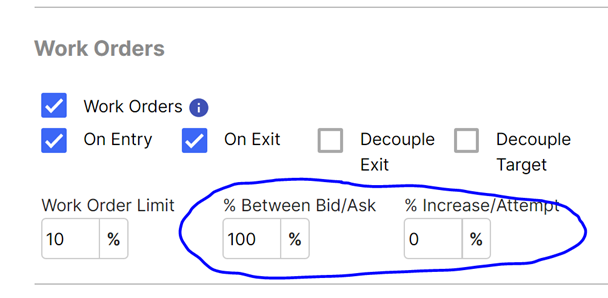 Work Orders
Work Orders i
On Entry On Exit Decouple Exit Decouple Target
Work Order Limit % Between Bid/Ask % Increase/Attempt
10 % 100 % 0 %